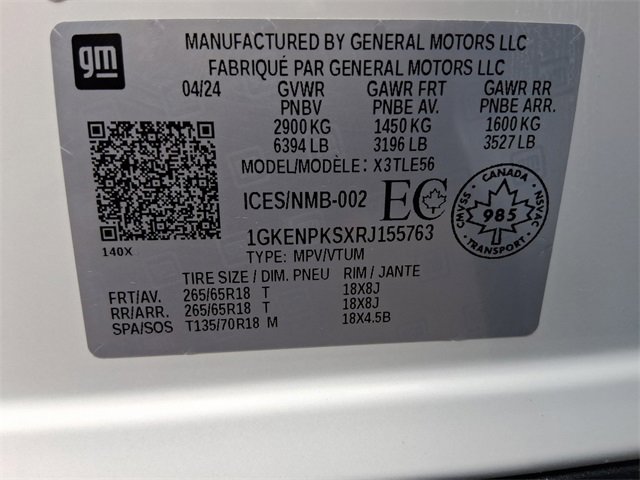 gm
MANUFACTURED BY GENERAL MOTORS LLC
FABRIQUÉ PAR GENERAL MOTORS LLC
04/24 GVWR GAWR FRT GAWR RR
PNBV PNBE AV. PNBE ARR.
2900 KG 1450 KG 1600 KG
6394 LB 3196 LB 3527 LB
MODEL/MODÈLE: X3TLE56
ICES/NMB-002 EC
CMVSS · CANADA · NSVAC · TRANSPORT ·
985
1GKENPKSXRJ155763
140X
TYPE: MPV/VTUM
TIRE SIZE / DIM. PNEU RIM / JANTE
FRT/AV. 265/65R18 T 18X8J
RR/ARR. 265/65R18 T 18X8J
SPA/SOS T135/70R18 M 18X4.5B